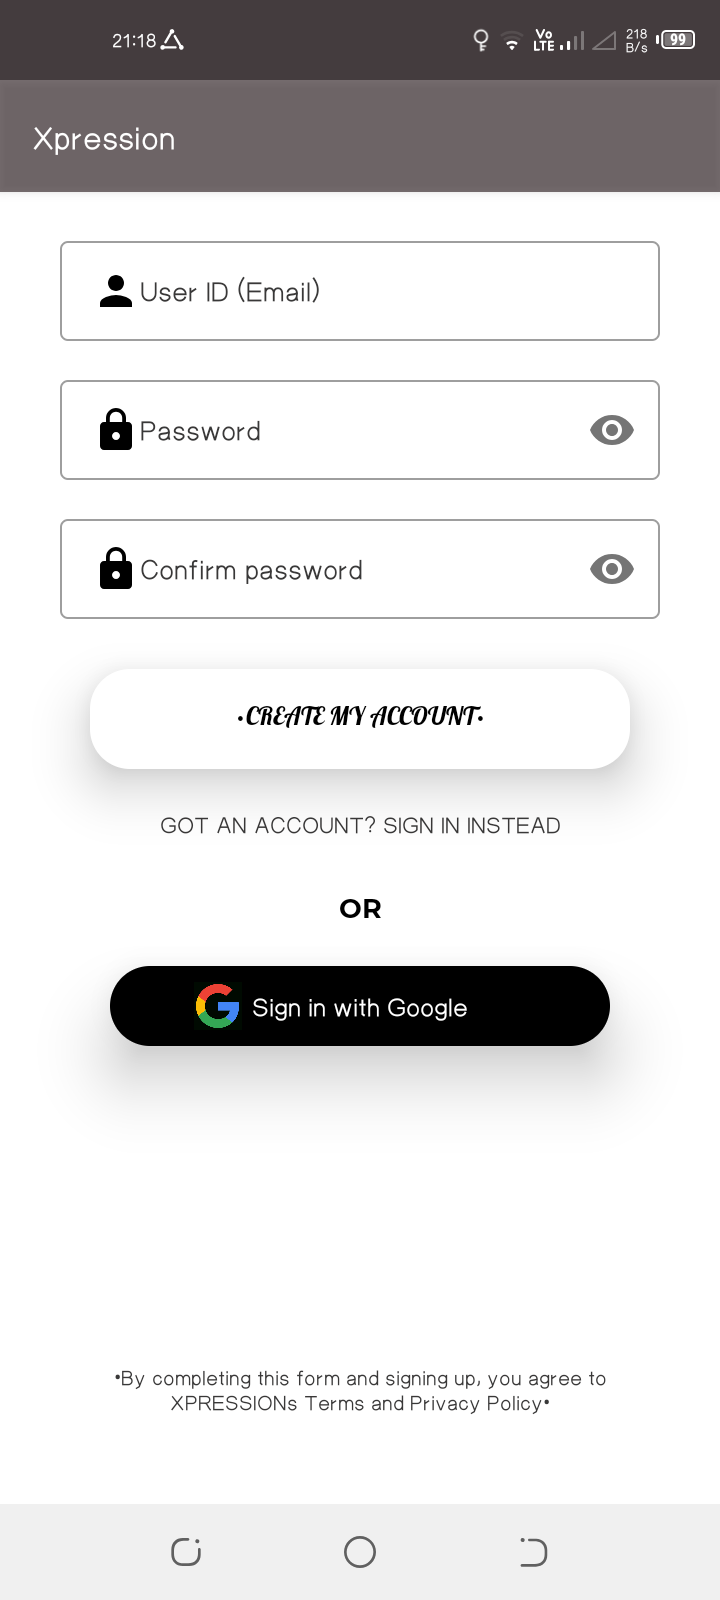 21:18
Vo
LTE
218
B/s
99
Xpression
User ID (Email)
Password
Confirm password
•CREATE MY ACCOUNT•
GOT AN ACCOUNT? SIGN IN INSTEAD
OR
Sign in with Google
•By completing this form and signing up, you agree to
XPRESSIONs Terms and Privacy Policy•